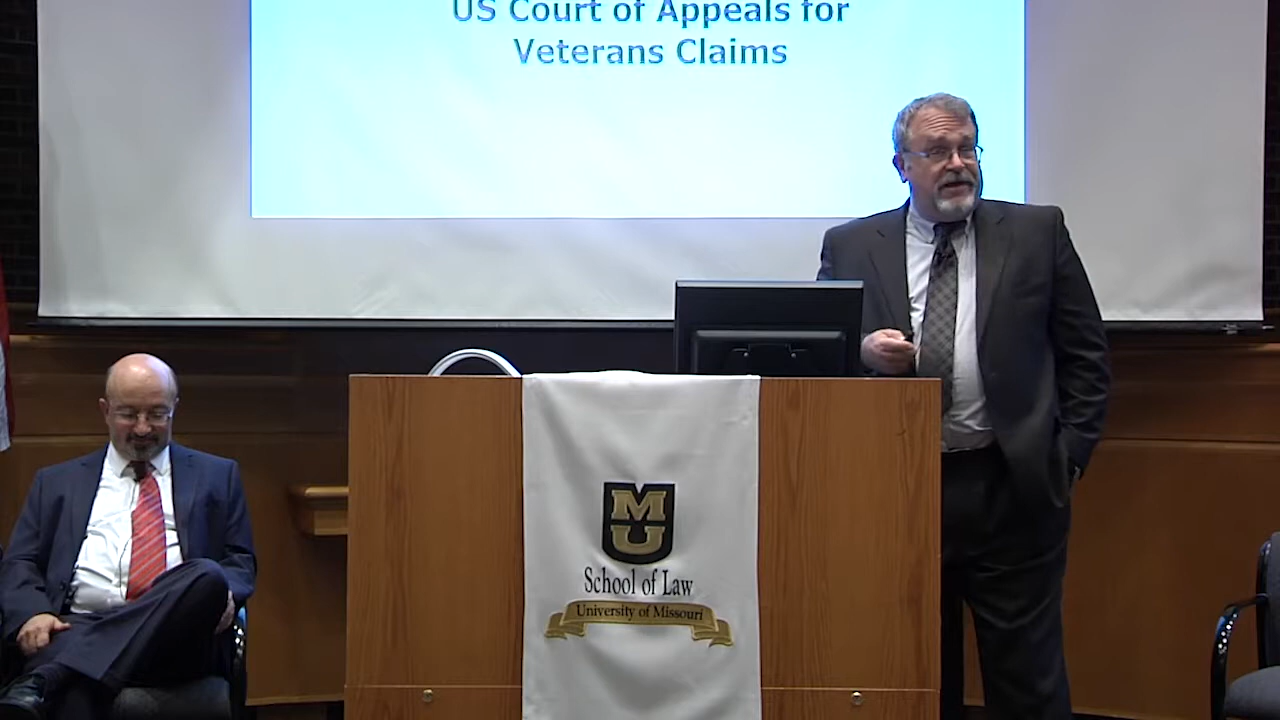 US Court of Appeals for
Veterans Claims
MU
School of Law
University of Missouri